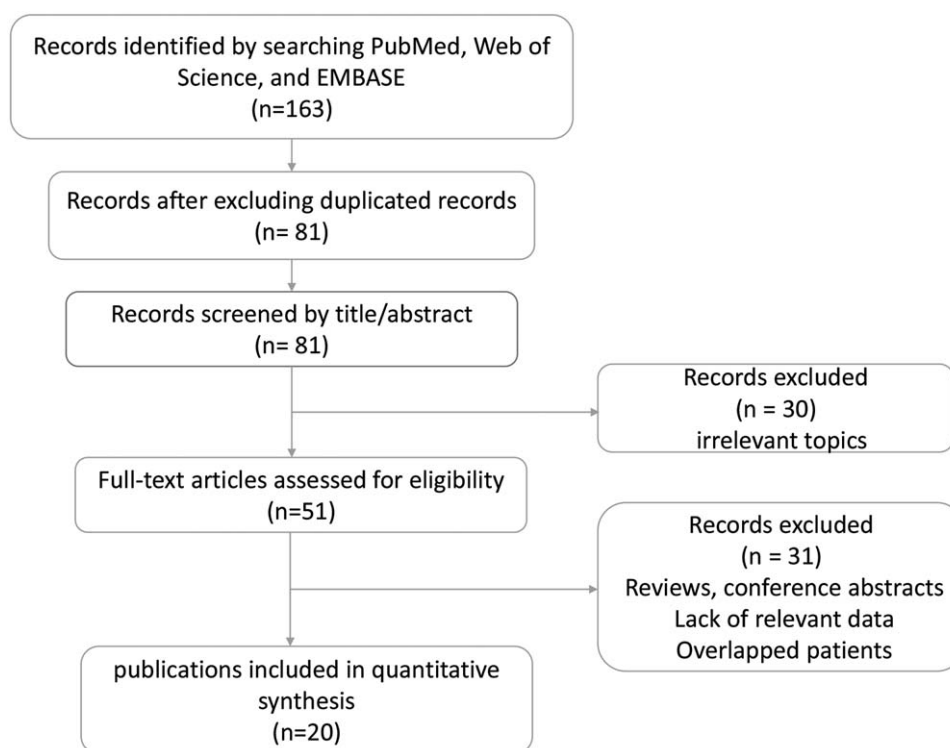 Records identified by searching PubMed, Web of
Science, and EMBASE
(n=163)
Records after excluding duplicated records
(n= 81)
Records screened by title/abstract
(n= 81)
Records excluded
(n = 30)
irrelevant topics
Full-text articles assessed for eligibility
(n=51)
Records excluded
(n = 31)
Reviews, conference abstracts
Lack of relevant data
Overlapped patients
publications included in quantitative
synthesis
(n=20)